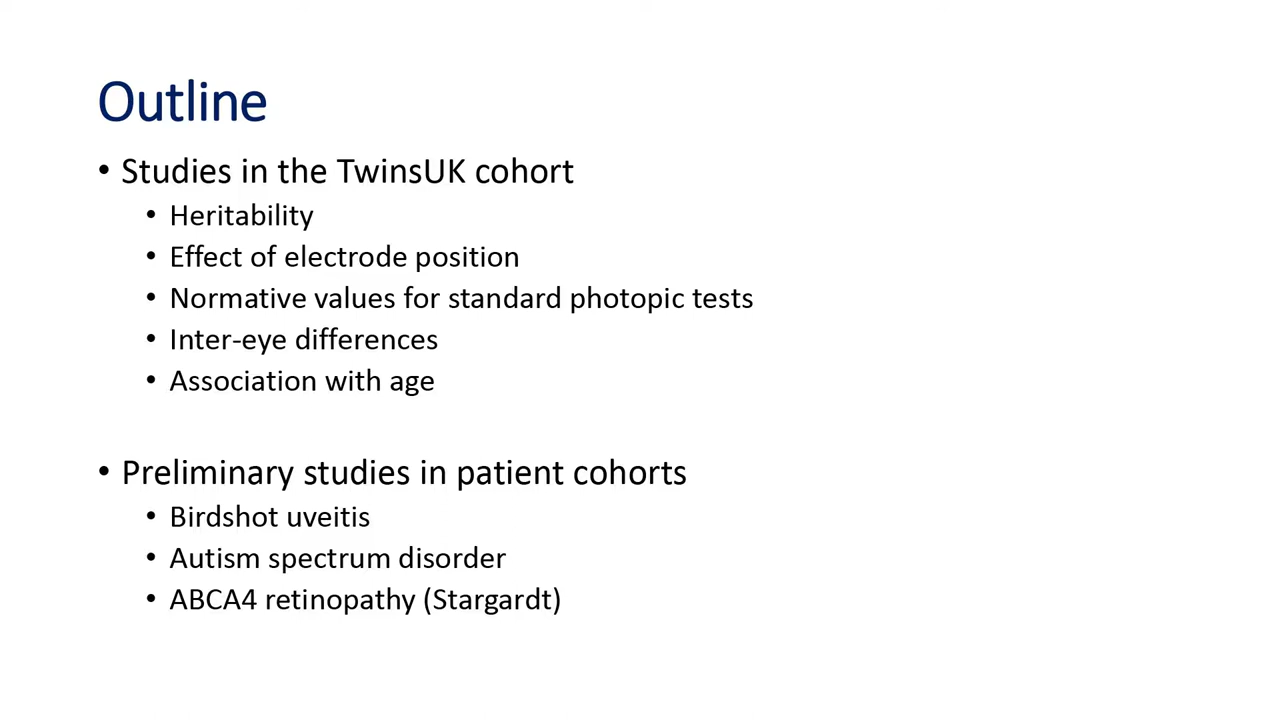 Outline
• Studies in the TwinsUK cohort
• Heritability
• Effect of electrode position
• Normative values for standard photopic tests
• Inter-eye differences
• Association with age
• Preliminary studies in patient cohorts
• Birdshot uveitis
• Autism spectrum disorder
• ABCA4 retinopathy (Stargardt)